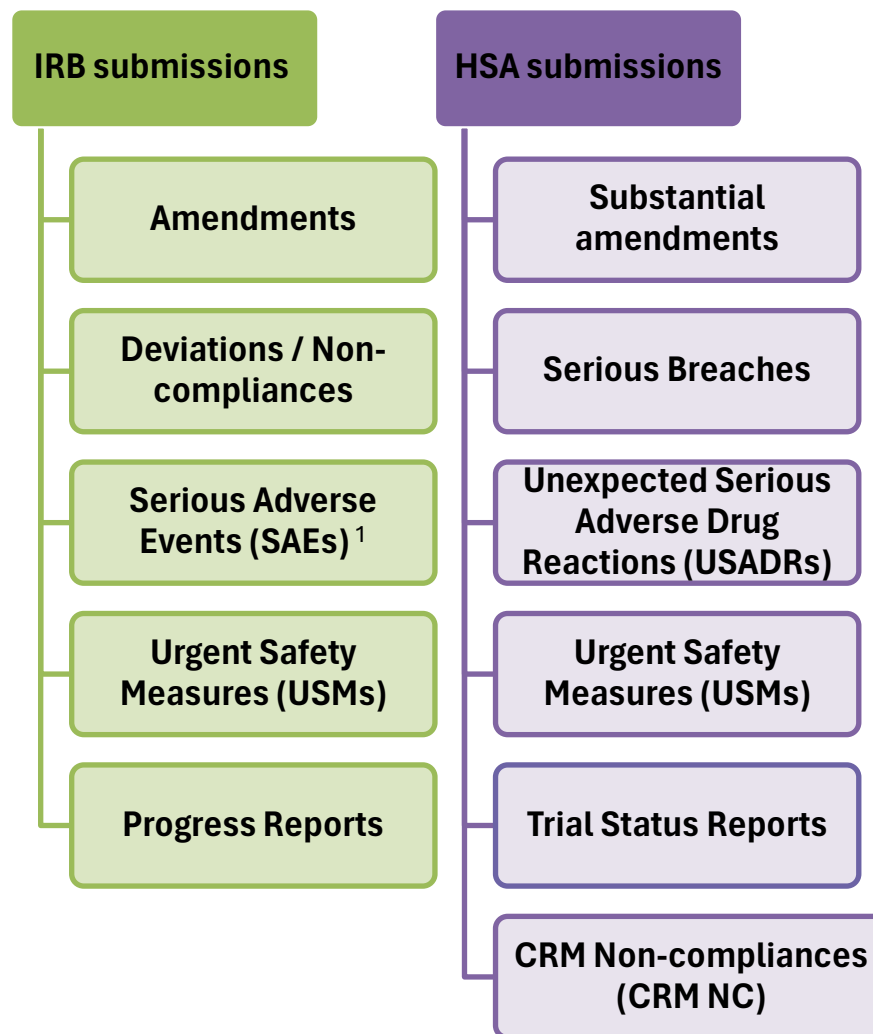 IRB submissions
Amendments
Deviations / Non-
compliances
Serious Adverse
Events (SAEs) 1
Urgent Safety
Measures (USMs)
Progress Reports
HSA submissions
Substantial
amendments
Serious Breaches
Unexpected Serious
Adverse Drug
Reactions (USADRs)
Urgent Safety
Measures (USMs)
Trial Status Reports
CRM Non-compliances
(CRM NC)